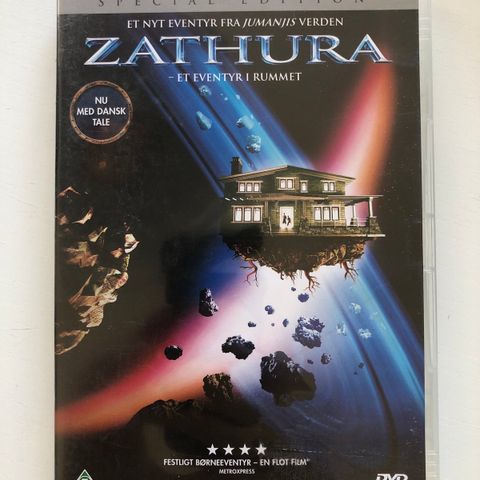 SPECIAL EDITION
ET NYT EVENTYR FRA JUMANJIS VERDEN
ZATHURA
– ET EVENTYR I RUMMET
NU
MED DANSK
TALE
★★★★
FESTLIGT BØRNEEVENTYR – EN FLOT FILM"
METROXPRESS
DVD